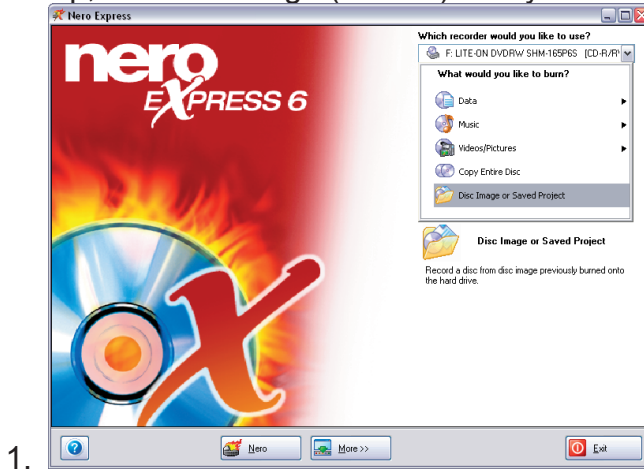 Nero Express
Which recorder would you like to use?
F: LITE-ON DVDRW SHM-165P6S [CD-R/R
What would you like to burn?
nero
EXPRESS 6
Data
Music
Videos/Pictures
Copy Entire Disc
Disc Image or Saved Project
Disc Image or Saved Project
Record a disc from disc image previously burned onto
the hard drive.
1.
?
Nero
More >>
Exit